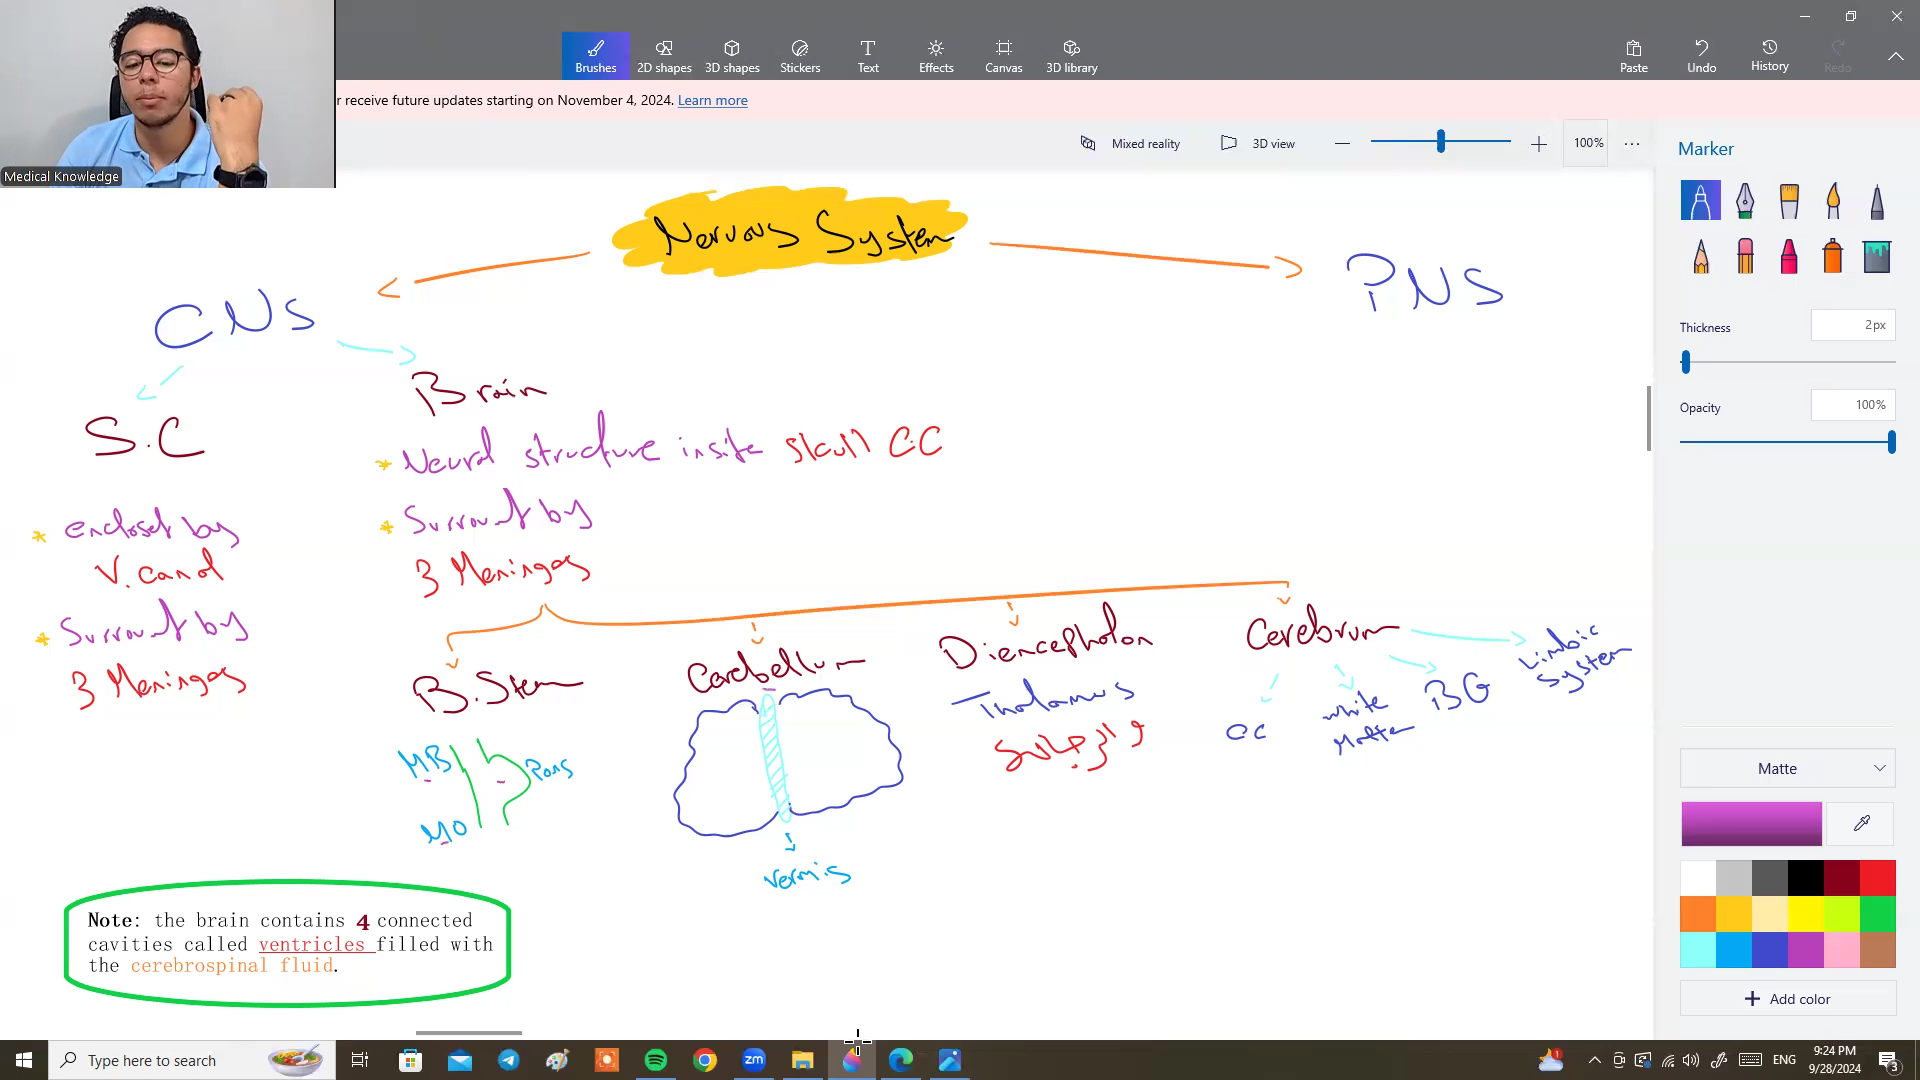 Brushes
2D shapes
3D shapes
Stickers
Text
Effects
Canvas
3D library
Paste
Undo
History
Redo
r receive future updates starting on November 4, 2024. Learn more
Mixed reality
3D view
100%
Medical Knowledge
Marker
Thickness
2px
Opacity
100%
Matte
Add color
Nervous System
CNS
PNS
S.C
Brain
* Neural structure inside skull C.C
* Surround by
3 Meninges
* enclosed by
V. canal
* Surround by
3 Meninges
B.Stem
Cerebellum
Diencephalon
Cerebrum
Thalamus
CC
White
Matter
BG
Limbic
System
MB
Pons
MO
Vermis
Note: the brain contains 4 connected
cavities called ventricles filled with
the cerebrospinal fluid.
Type here to search
zm
ENG
9:24 PM
9/28/2024
3